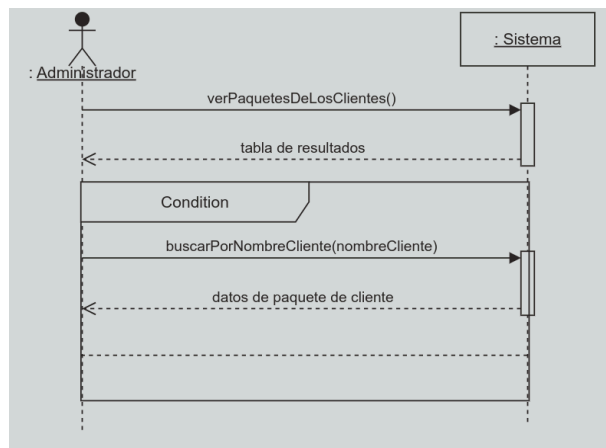 : Sistema
: Administrador
verPaquetesDeLosClientes()
tabla de resultados
Condition
buscarPorNombreCliente(nombreCliente)
datos de paquete de cliente